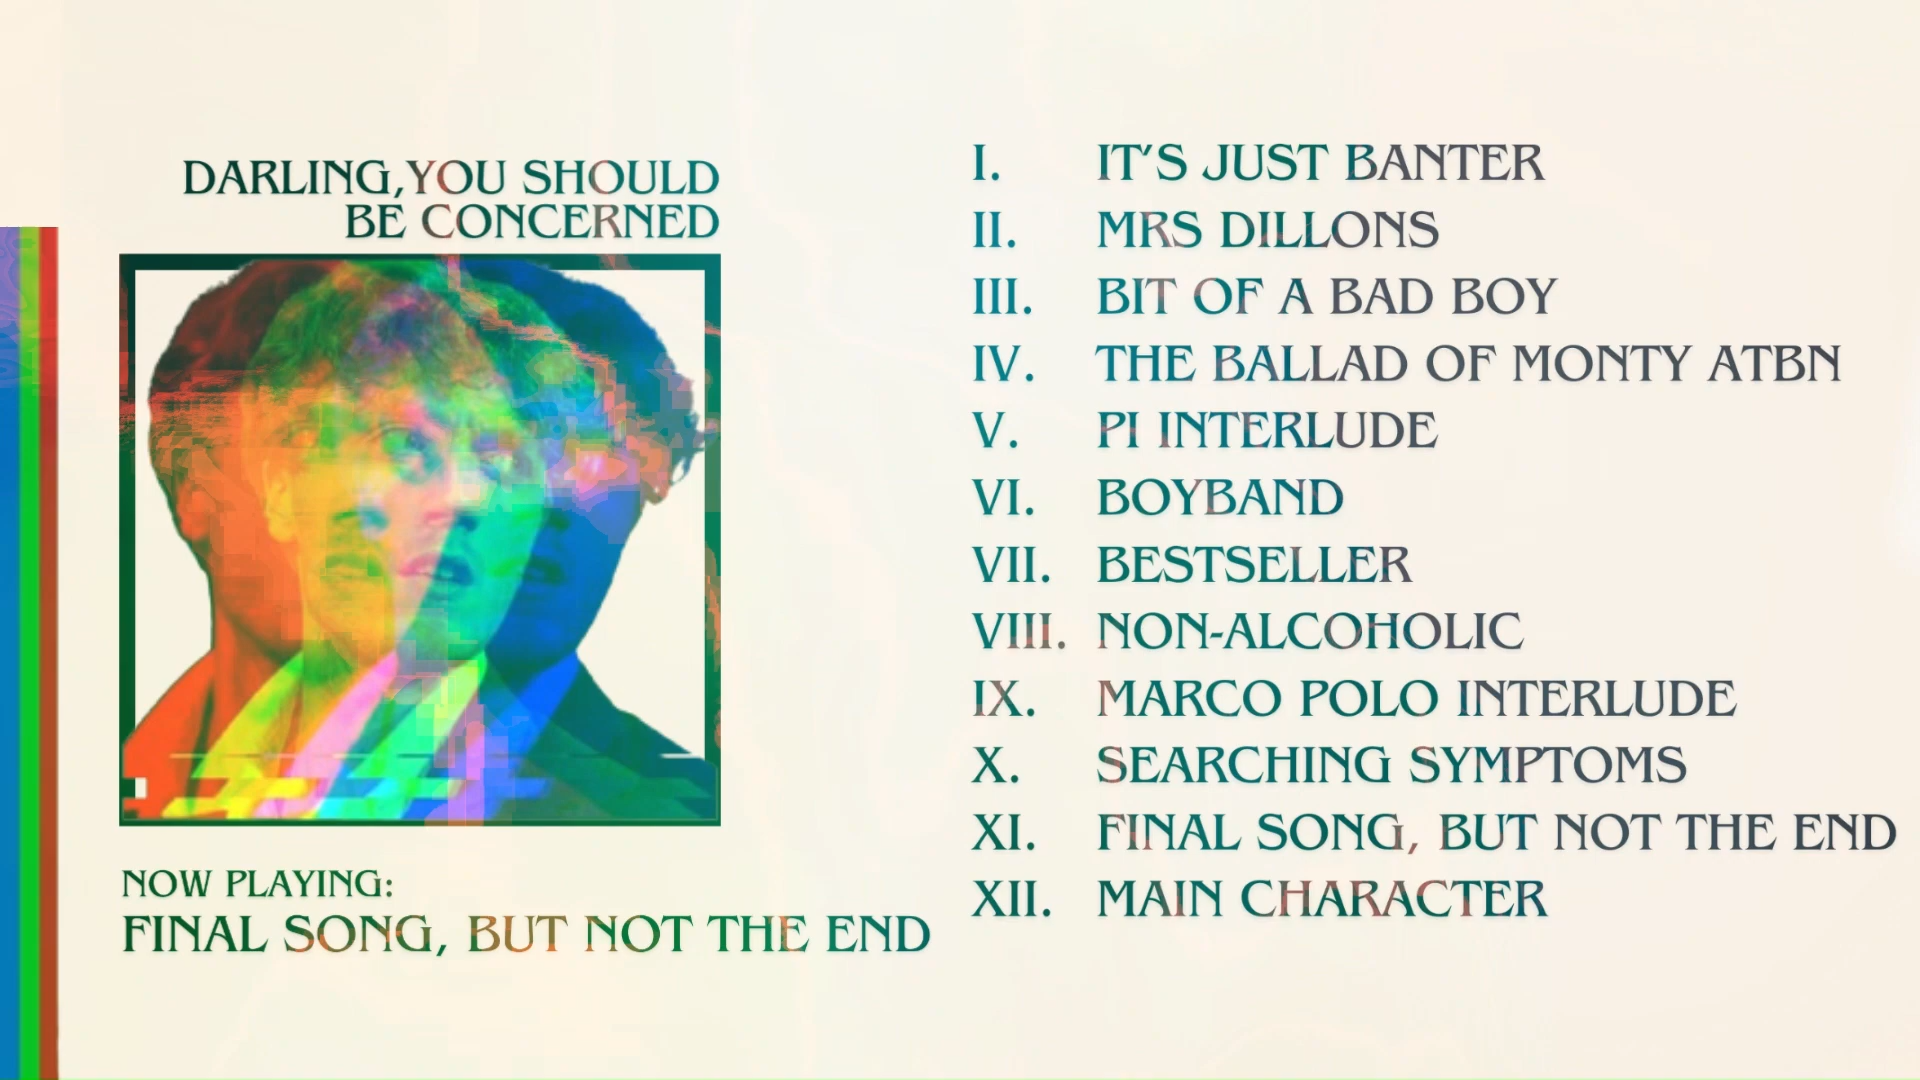 DARLING,YOU SHOULD
BE CONCERNED
NOW PLAYING:
FINAL SONG, BUT NOT THE END
I. IT'S JUST BANTER
II. MRS DILLONS
III. BIT OF A BAD BOY
IV. THE BALLAD OF MONTY ATBN
V. PI INTERLUDE
VI. BOYBAND
VII. BESTSELLER
VIII. NON-ALCOHOLIC
IX. MARCO POLO INTERLUDE
X. SEARCHING SYMPTOMS
XI. FINAL SONG, BUT NOT THE END
XII. MAIN CHARACTER